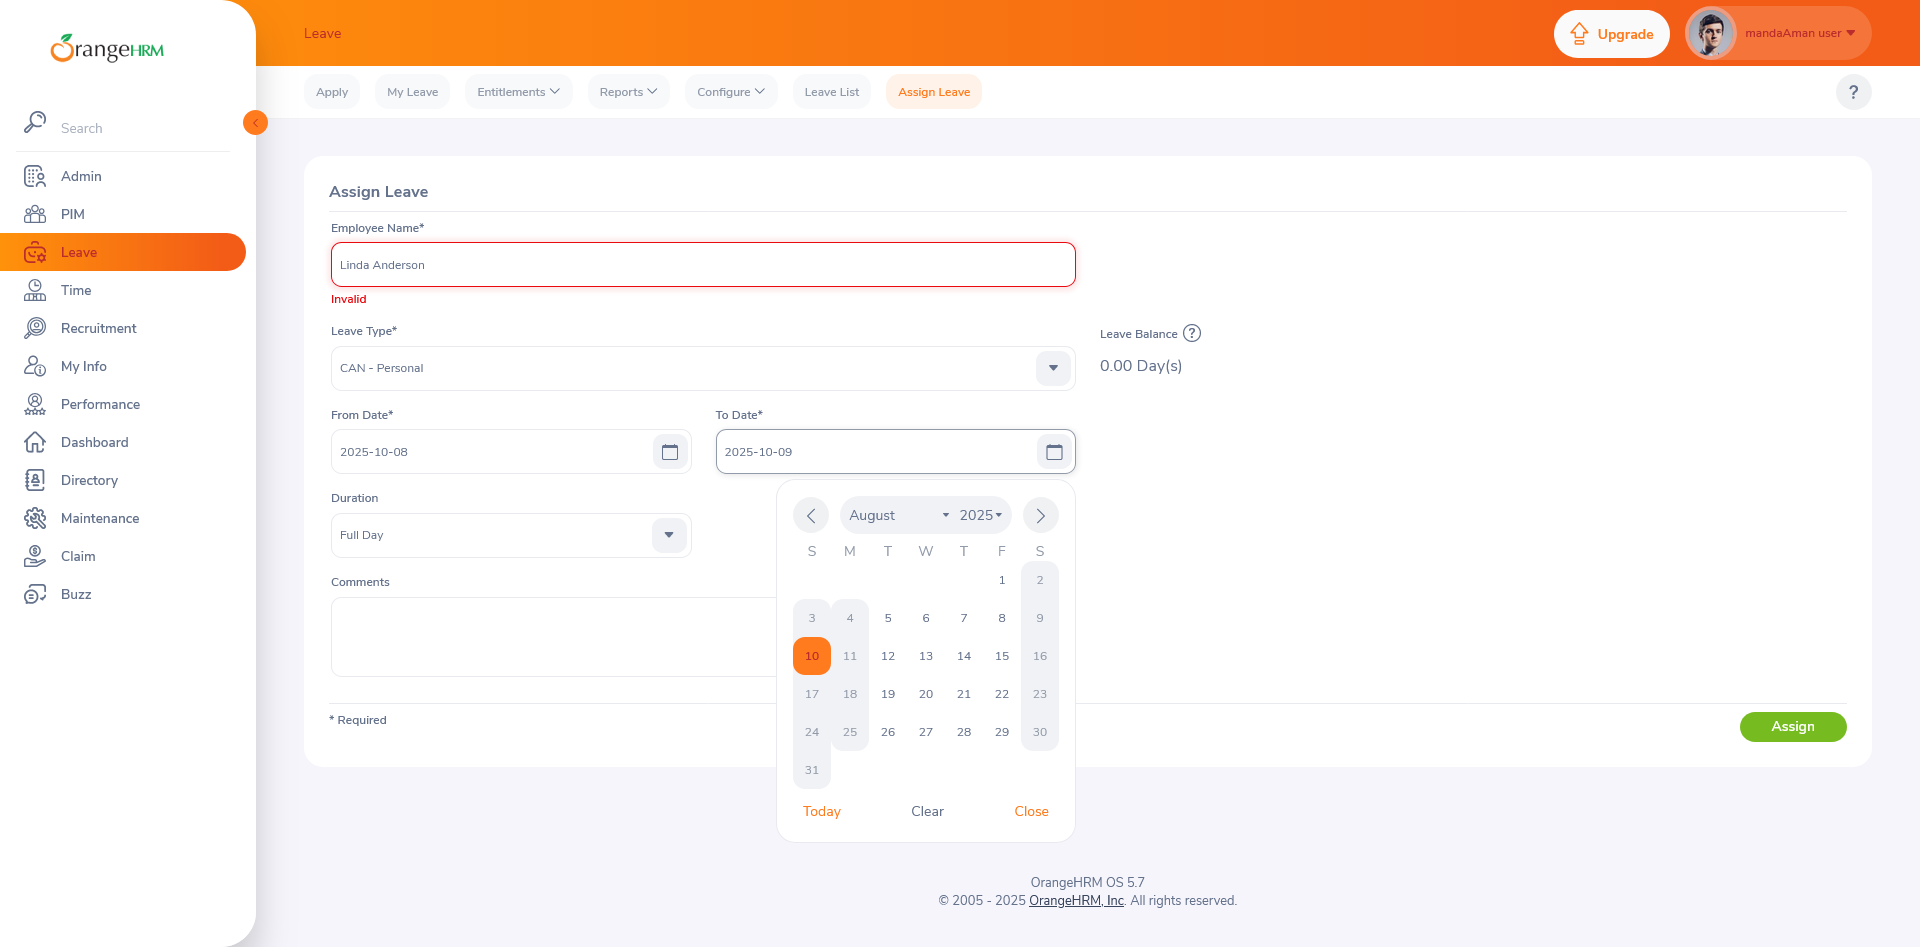 OrangeHRM
Leave
Upgrade
mandaAman user
Apply
My Leave
Entitlements
Reports
Configure
Leave List
Assign Leave
?
Search
Admin
PIM
Leave
Time
Recruitment
My Info
Performance
Dashboard
Directory
Maintenance
Claim
Buzz
Assign Leave
Employee Name*
Linda Anderson
Invalid
Leave Type*
CAN - Personal
Leave Balance ?
0.00 Day(s)
From Date*
2025-10-08
To Date*
2025-10-09
Duration
Full Day
Comments
August 2025
S M T W T F S
1 2
3 4 5 6 7 8 9
10 11 12 13 14 15 16
17 18 19 20 21 22 23
24 25 26 27 28 29 30
31
Today Clear Close
* Required
Assign
OrangeHRM OS 5.7
© 2005 - 2025 OrangeHRM, Inc. All rights reserved.